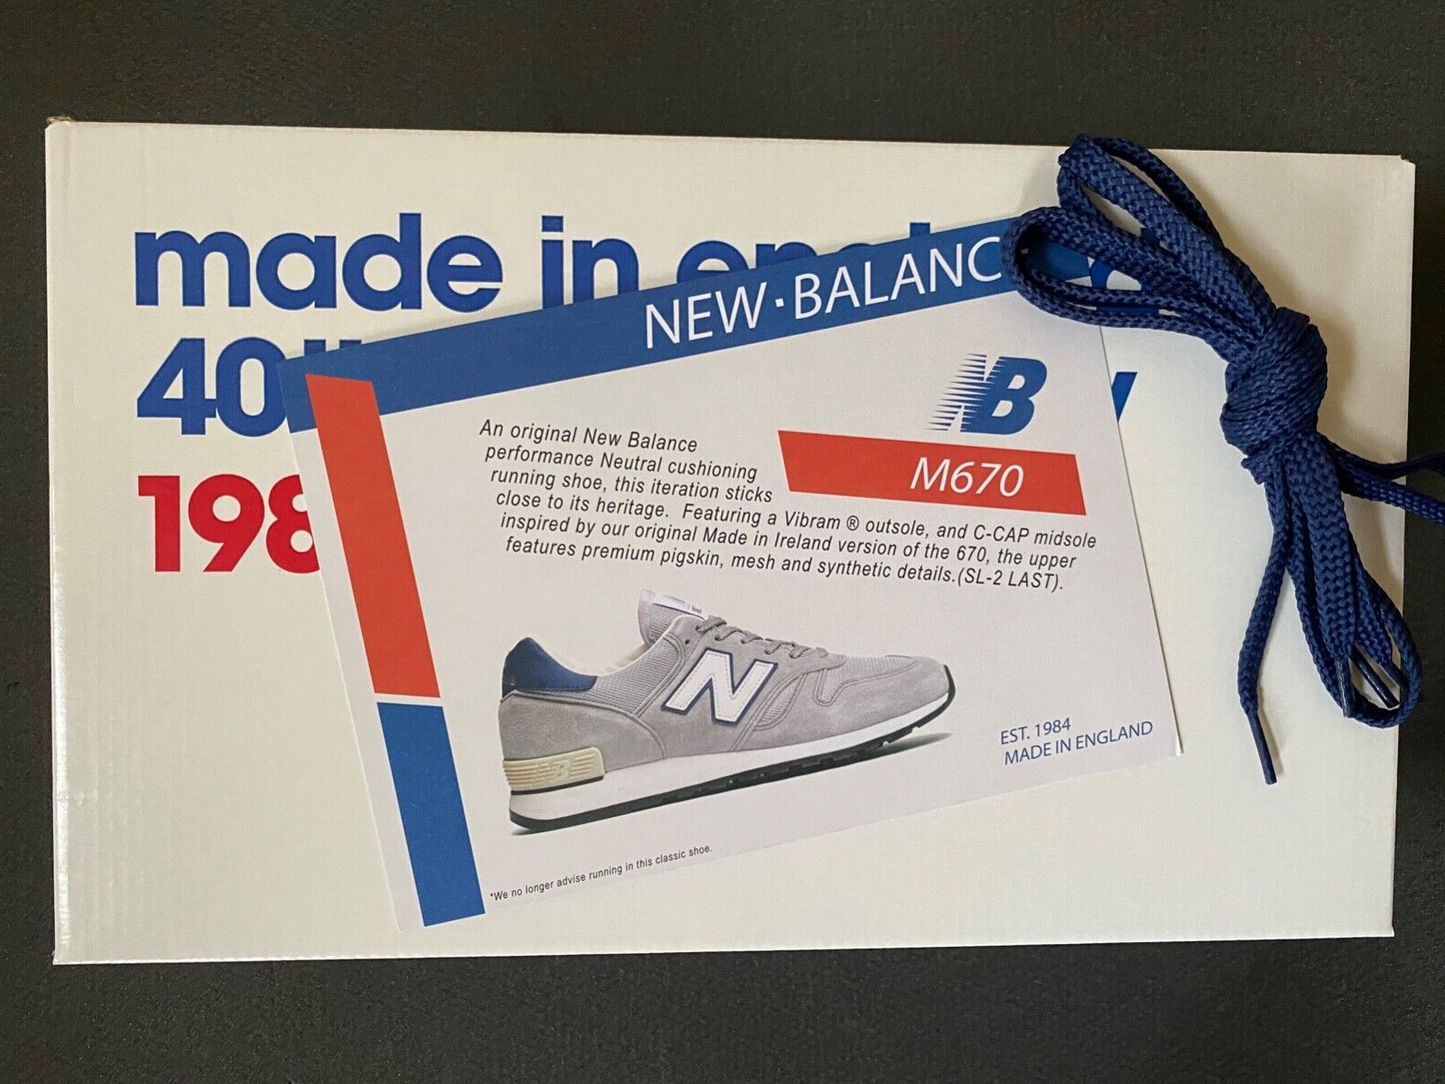 made in
40
198
NEW·BALANC
NB
M670
An original New Balance
performance Neutral cushioning
running shoe, this iteration sticks
close to its heritage. Featuring a Vibram ® outsole, and C-CAP midsole
inspired by our original Made in Ireland version of the 670, the upper
features premium pigskin, mesh and synthetic details.(SL-2 LAST).
N
NB
EST. 1984
MADE IN ENGLAND
*We no longer advise running in this classic shoe.